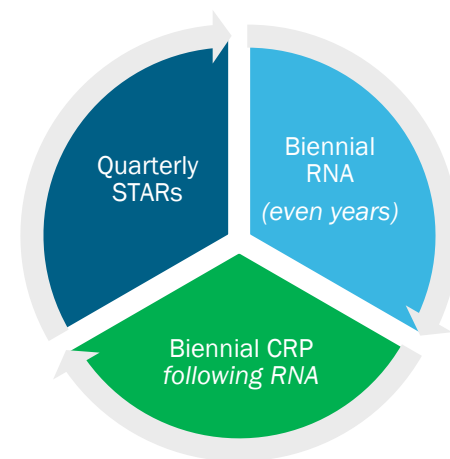 Quarterly
STARs
Biennial
RNA
(even years)
Biennial CRP
following RNA